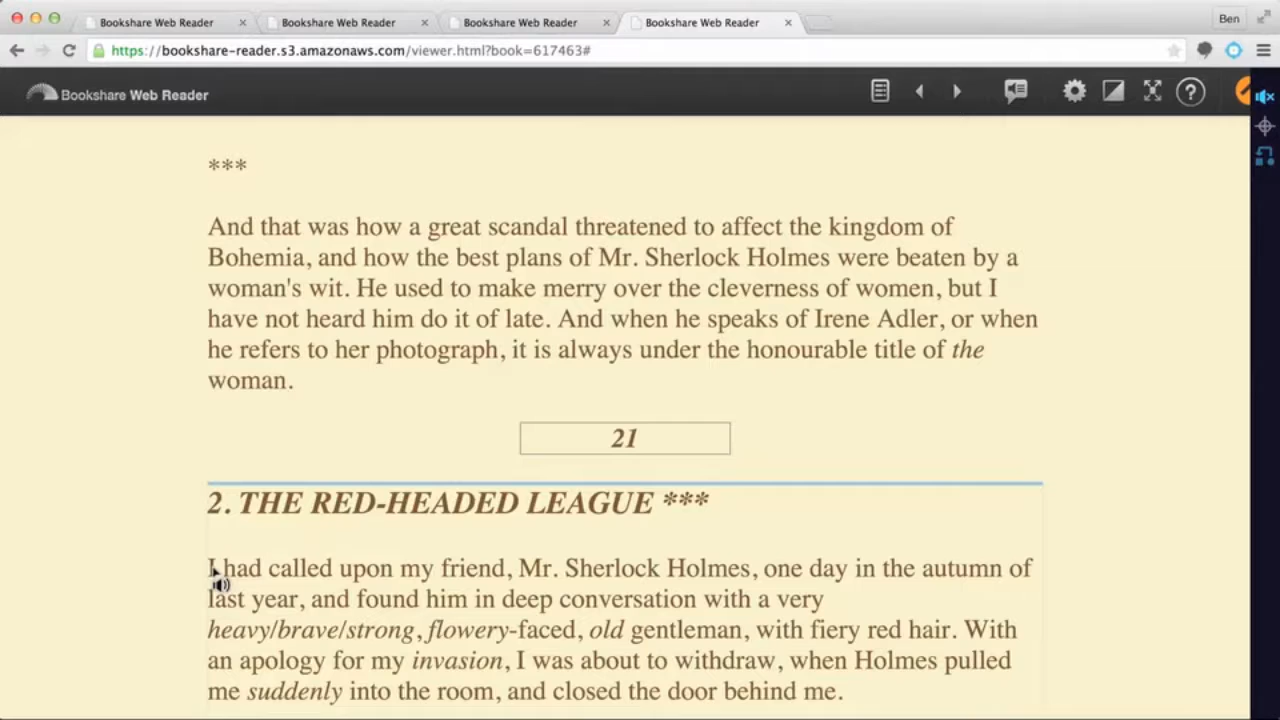 Bookshare Web Reader Bookshare Web Reader Bookshare Web Reader Bookshare Web Reader Ben
https://bookshare-reader.s3.amazonaws.com/viewer.html?book=617463#
Bookshare Web Reader
***
And that was how a great scandal threatened to affect the kingdom of
Bohemia, and how the best plans of Mr. Sherlock Holmes were beaten by a
woman's wit. He used to make merry over the cleverness of women, but I
have not heard him do it of late. And when he speaks of Irene Adler, or when
he refers to her photograph, it is always under the honourable title of the
woman.
21
2. THE RED-HEADED LEAGUE ***
I had called upon my friend, Mr. Sherlock Holmes, one day in the autumn of
last year, and found him in deep conversation with a very
heavy/brave/strong, flowery-faced, old gentleman, with fiery red hair. With
an apology for my invasion, I was about to withdraw, when Holmes pulled
me suddenly into the room, and closed the door behind me.